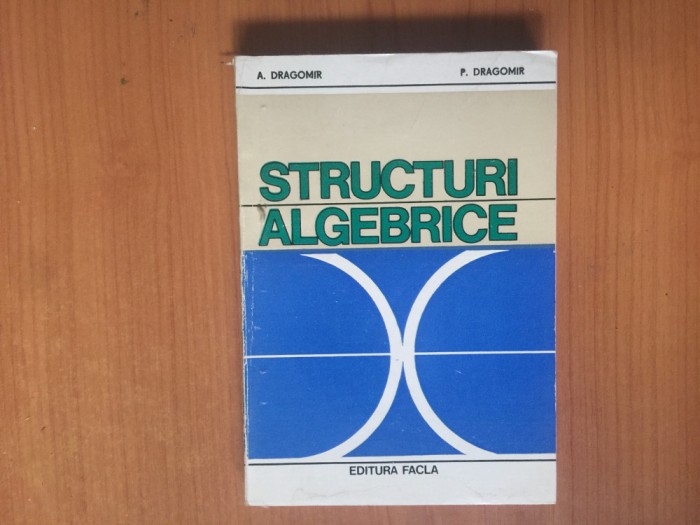 A. DRAGOMIR P. DRAGOMIR
STRUCTURI
ALGEBRICE
EDITURA FACLA